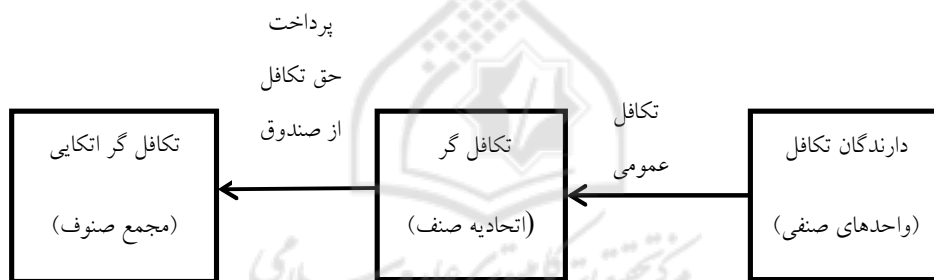 دارندگان تکافل
(واحدهای صنفی)
تکافل
عمومی
تکافل گر
(اتحادیه صنف)
پرداخت
حق تکافل
از صندوق
تکافل گر اتکایی
(مجمع صنوف)